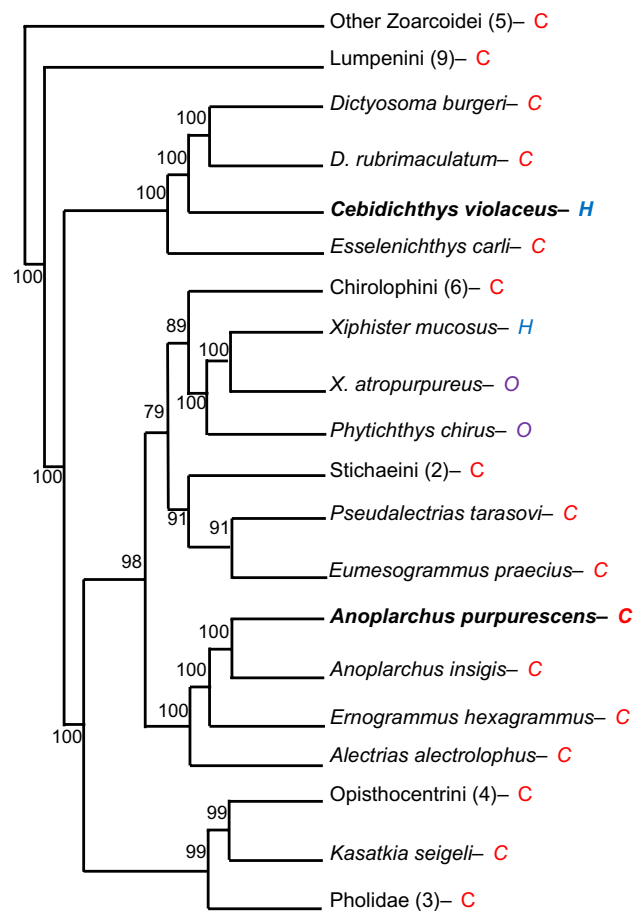 Other Zoarcoidei (5)– C
Lumpenini (9)– C
Dictyosoma burgeri– C
100
D. rubrimaculatum– C
100
100
Cebidichthys violaceus– H
Esselenichthys carli– C
100
Chirolophini (6)– C
89
Xiphister mucosus– H
100
X. atropurpureus– O
100
79
Phytichthys chirus– O
100
Stichaeini (2)– C
91
Pseudalectrias tarasovi– C
91
98
Eumesogrammus praecius– C
Anoplarchus purpurescens– C
100
100
Anoplarchus insigis– C
100
Ernogrammus hexagrammus– C
100
Alectrias alectrolophus– C
Opisthocentrini (4)– C
99
99
Kasatkia seigeli– C
Pholidae (3)– C